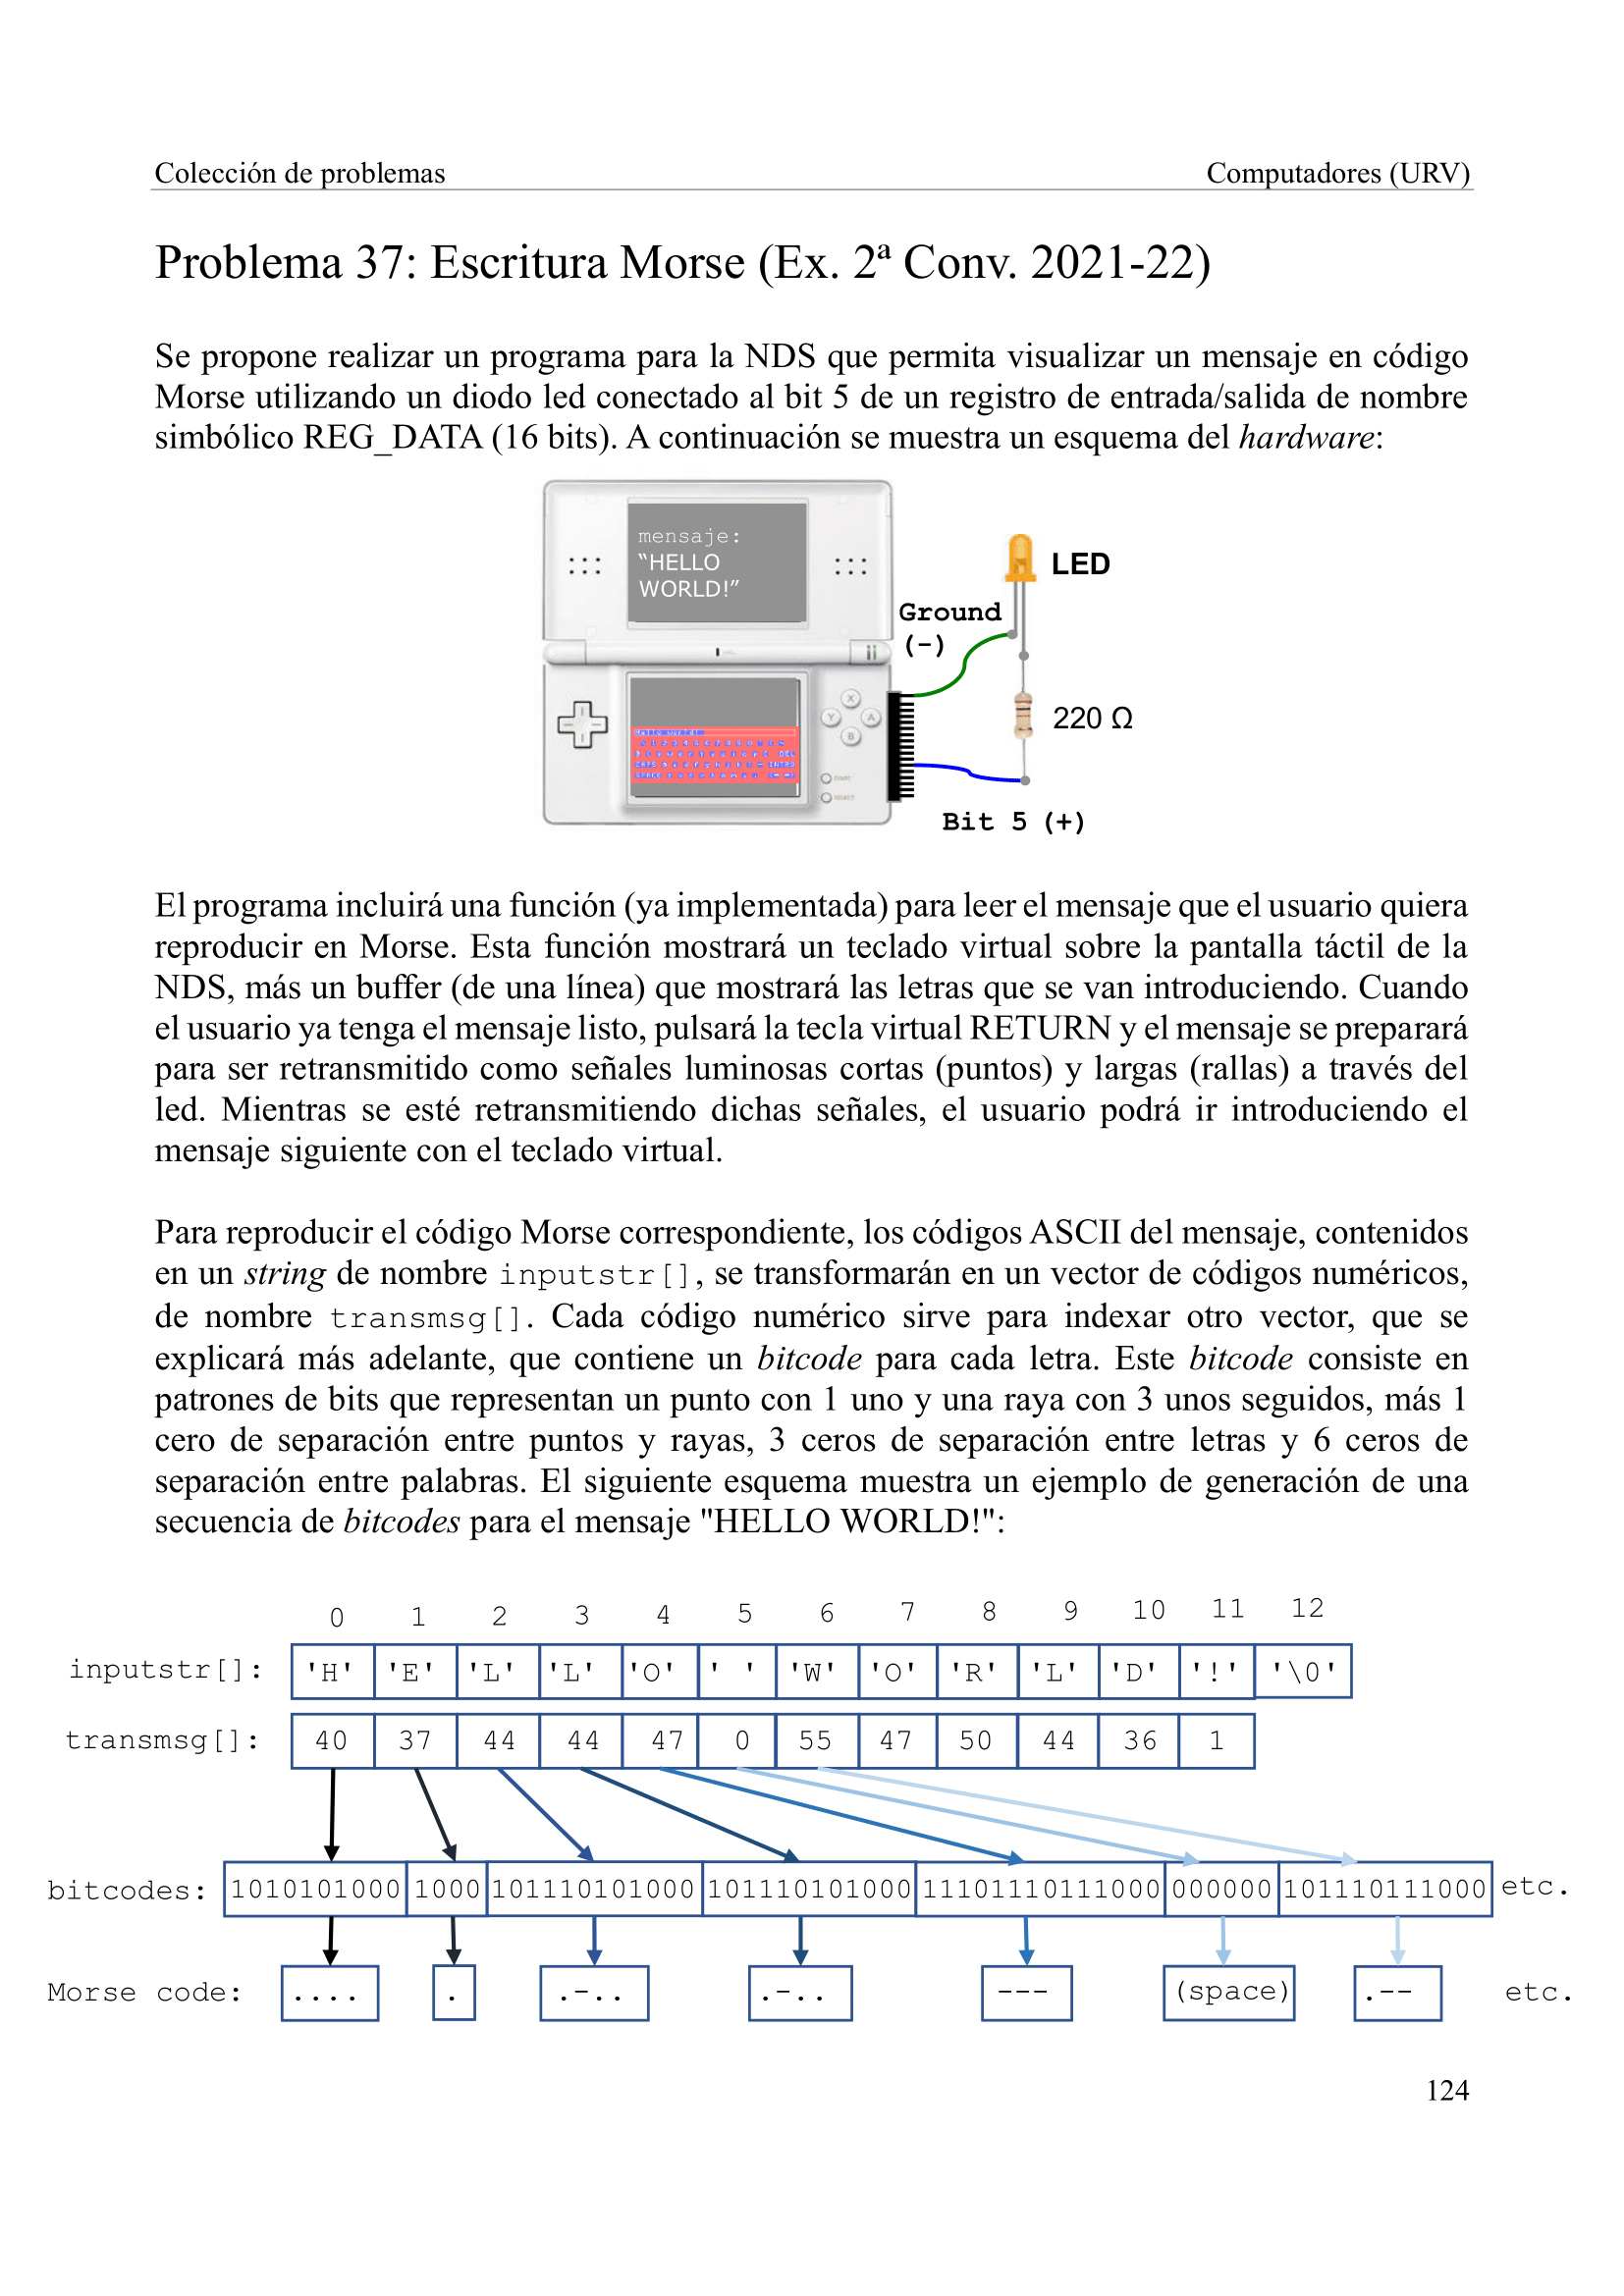 Colección de problemas Computadores (URV)
Problema 37: Escritura Morse (Ex. 2ª Conv. 2021-22)
Se propone realizar un programa para la NDS que permita visualizar un mensaje en código
Morse utilizando un diodo led conectado al bit 5 de un registro de entrada/salida de nombre
simbólico REG_DATA (16 bits). A continuación se muestra un esquema del hardware:
mensaje:
“HELLO
WORLD!”
LED
Ground
(-)
X
Y A
B
220 Ω
START
SELECT
Bit 5 (+)
El programa incluirá una función (ya implementada) para leer el mensaje que el usuario quiera
reproducir en Morse. Esta función mostrará un teclado virtual sobre la pantalla táctil de la
NDS, más un buffer (de una línea) que mostrará las letras que se van introduciendo. Cuando
el usuario ya tenga el mensaje listo, pulsará la tecla virtual RETURN y el mensaje se preparará
para ser retransmitido como señales luminosas cortas (puntos) y largas (rallas) a través del
led. Mientras se esté retransmitiendo dichas señales, el usuario podrá ir introduciendo el
mensaje siguiente con el teclado virtual.
Para reproducir el código Morse correspondiente, los códigos ASCII del mensaje, contenidos
en un string de nombre inputstr[], se transformarán en un vector de códigos numéricos,
de nombre transmsg[]. Cada código numérico sirve para indexar otro vector, que se
explicará más adelante, que contiene un bitcode para cada letra. Este bitcode consiste en
patrones de bits que representan un punto con 1 uno y una raya con 3 unos seguidos, más 1
cero de separación entre puntos y rayas, 3 ceros de separación entre letras y 6 ceros de
separación entre palabras. El siguiente esquema muestra un ejemplo de generación de una
secuencia de bitcodes para el mensaje "HELLO WORLD!":
0 1 2 3 4 5 6 7 8 9 10 11 12
inputstr[]: 'H' 'E' 'L' 'L' 'O' ' ' 'W' 'O' 'R' 'L' 'D' '!' '\0'
transmsg[]: 40 37 44 44 47 0 55 47 50 44 36 1
bitcodes: 1010101000 1000 101110101000 101110101000 11101110111000 000000 101110111000 etc.
Morse code: .... . .-.. .-.. --- (space) .-- etc.
124